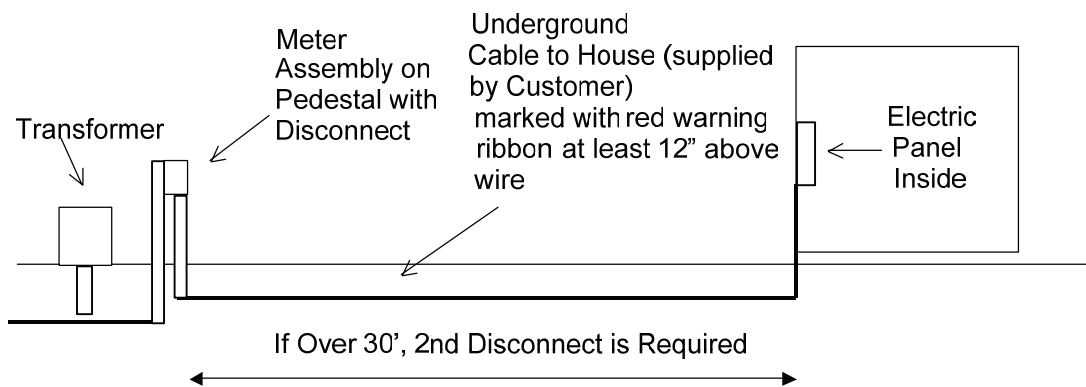 Transformer
Meter
Assembly on
Pedestal with
Disconnect
Underground
Cable to House (supplied
by Customer)
marked with red warning
ribbon at least 12” above
wire
Electric
Panel
Inside
If Over 30’, 2nd Disconnect is Required